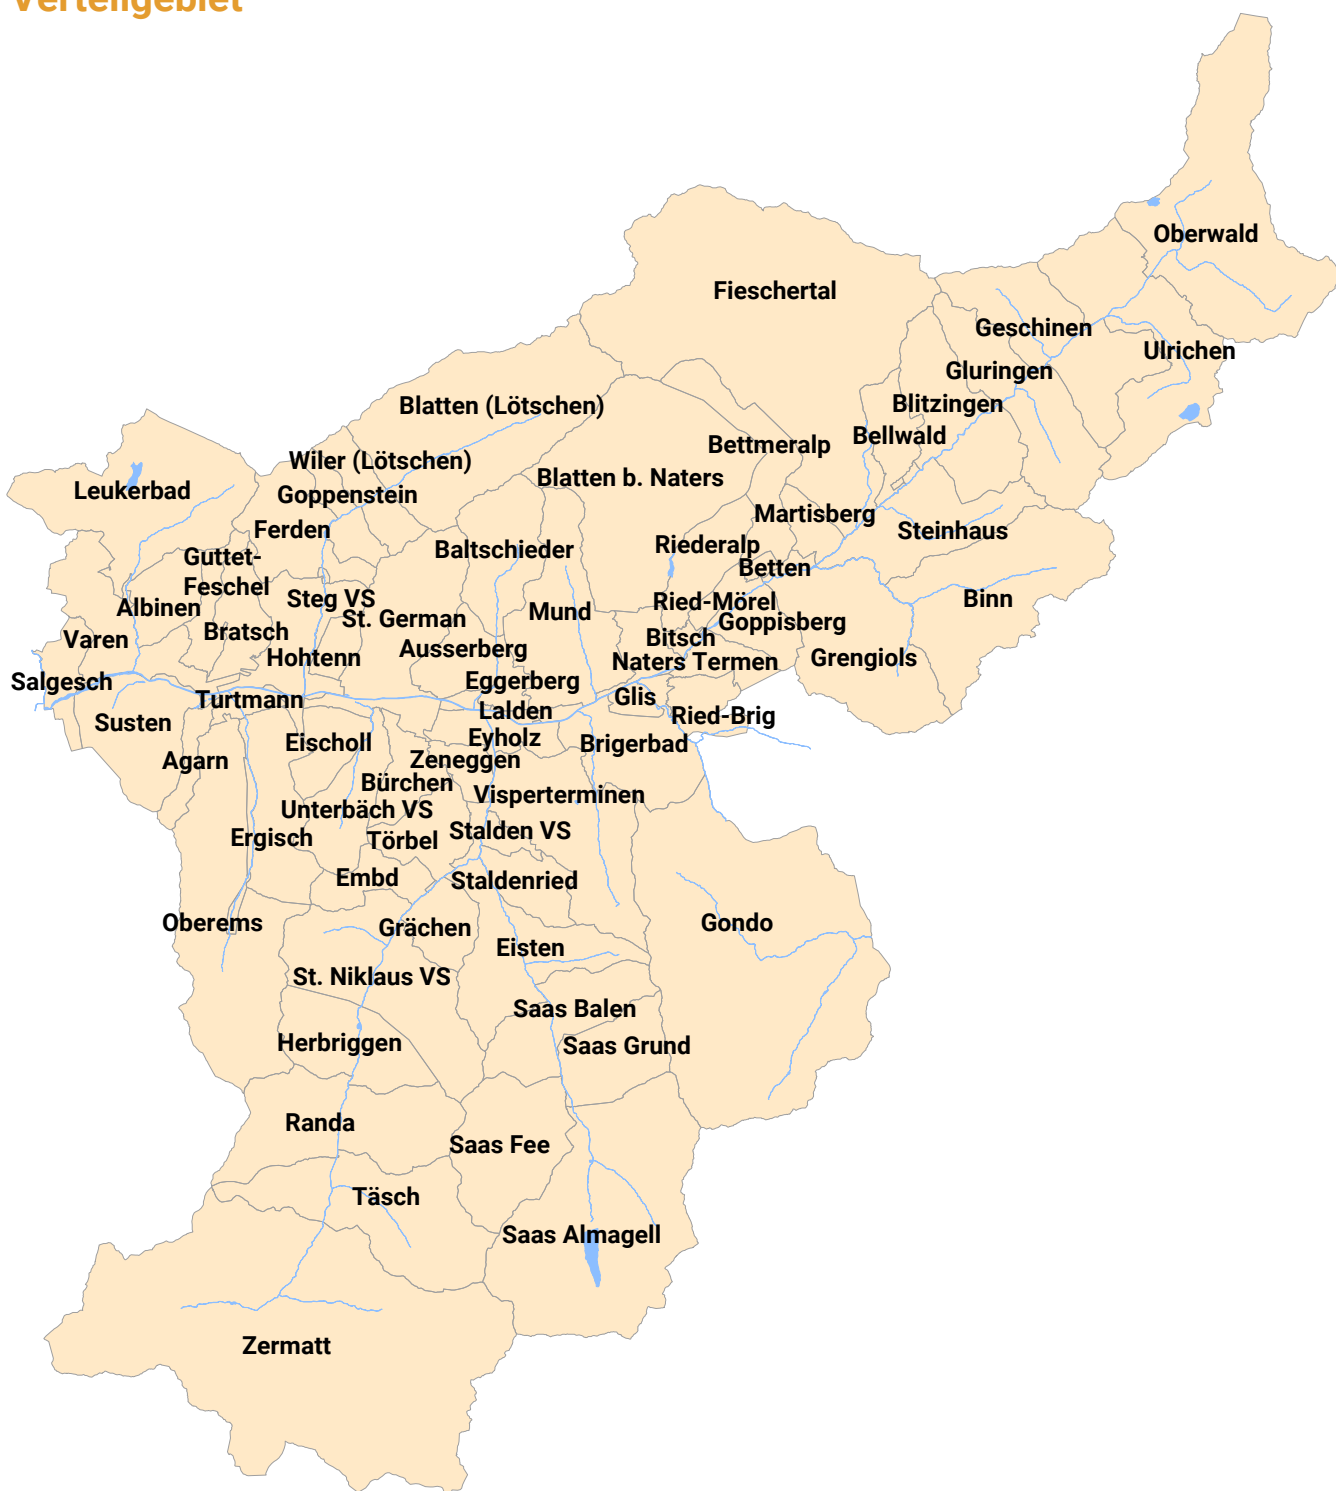 Verteilgebiet
Oberwald
Fieschertal
Geschinen
Ulrichen
Gluringen
Blitzingen
Blatten (Lötschen)
Bellwald
Bettmeralp
Wiler (Lötschen)
Blatten b. Naters
Leukerbad
Goppenstein
Martisberg
Ferden
Steinhaus
Riederalp
Baltschieder
Guttet-
Feschel
Betten
Steg VS
Binn
Ried-Mörel
Albinen
Mund
St. German
Goppisberg
Bratsch
Bitsch
Varen
Ausserberg
Hohtenn
Grengiols
Naters Termen
Salgesch
Eggerberg
Glis
Turtmann
Lalden
Ried-Brig
Susten
Eyholz
Eischoll
Brigerbad
Zeneggen
Agarn
Bürchen
Visperterminen
Unterbäch VS
Stalden VS
Ergisch
Törbel
Embd
Staldenried
Oberems
Gondo
Grächen
Eisten
St. Niklaus VS
Saas Balen
Herbriggen
Saas Grund
Randa
Saas Fee
Täsch
Saas Almagell
Zermatt